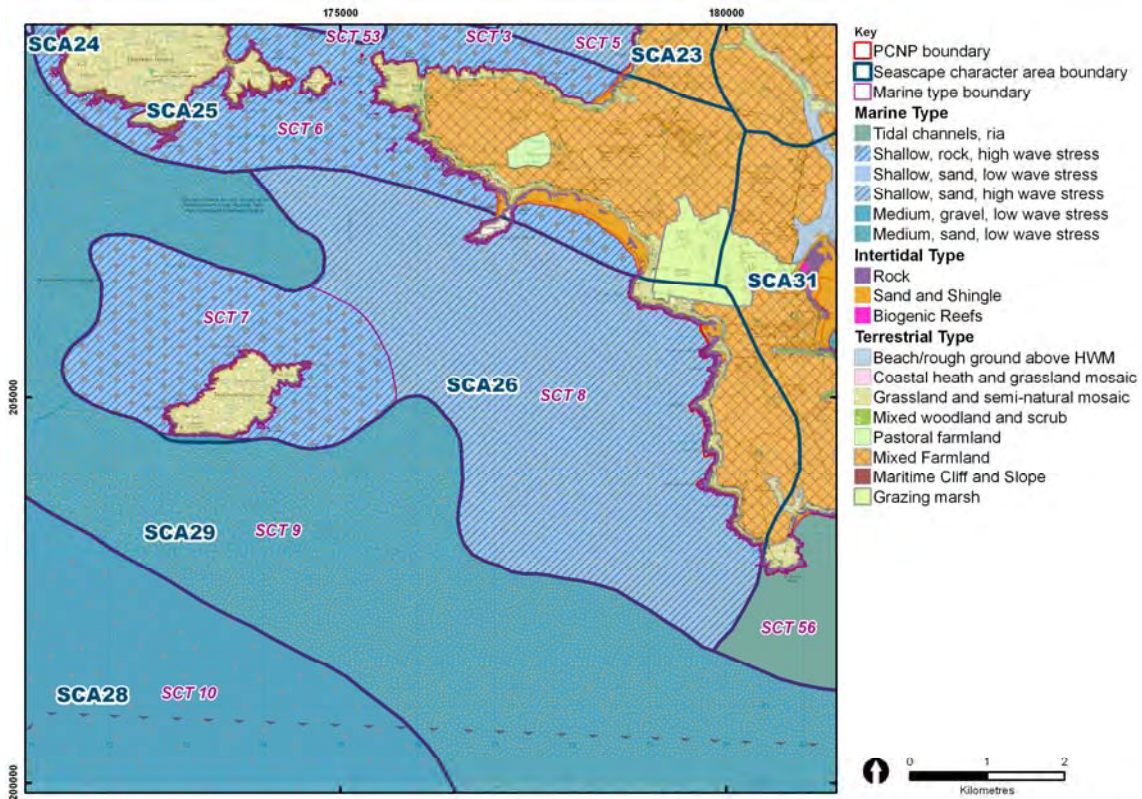 175000
180000
SCA24
SCT 53
SCT 3
SCT 5
SCA23
SCA25
SCT 6
SCA31
SCT 7
205000
SCA26
SCT 8
SCA29
SCT 9
SCT 56
SCA28
SCT 10
200000
Key
PCNP boundary
Seascape character area boundary
Marine type boundary
Marine Type
Tidal channels, ria
Shallow, rock, high wave stress
Shallow, sand, low wave stress
Shallow, sand, high wave stress
Medium, gravel, low wave stress
Medium, sand, low wave stress
Intertidal Type
Rock
Sand and Shingle
Biogenic Reefs
Terrestrial Type
Beach/rough ground above HWM
Coastal heath and grassland mosaic
Grassland and semi-natural mosaic
Mixed woodland and scrub
Pastoral farmland
Mixed Farmland
Maritime Cliff and Slope
Grazing marsh
0 1 2
Kilometres